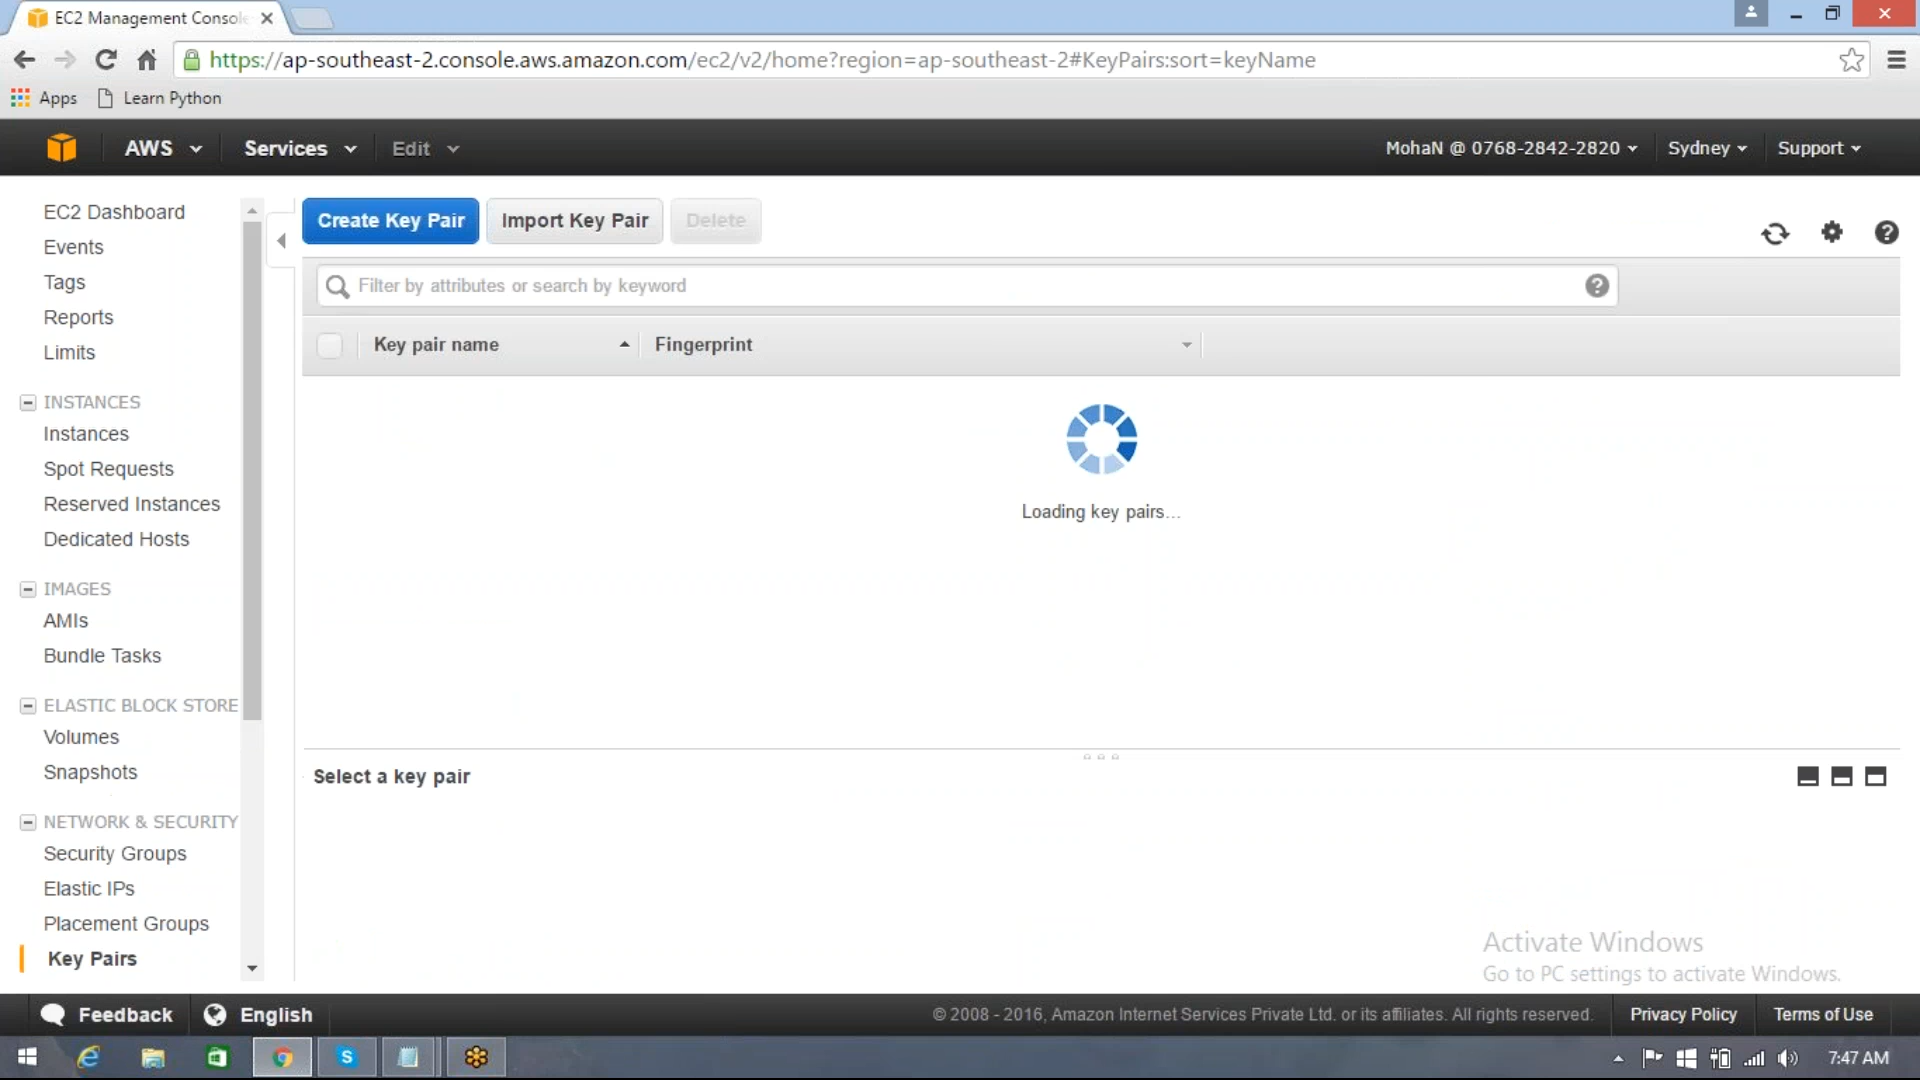 EC2 Management Console
https://ap-southeast-2.console.aws.amazon.com/ec2/v2/home?region=ap-southeast-2#KeyPairs:sort=keyName
Apps Learn Python
AWS Services Edit MohaN @ 0768-2842-2820 Sydney Support
EC2 Dashboard
Events
Tags
Reports
Limits
INSTANCES
Instances
Spot Requests
Reserved Instances
Dedicated Hosts
IMAGES
AMIs
Bundle Tasks
ELASTIC BLOCK STORE
Volumes
Snapshots
NETWORK & SECURITY
Security Groups
Elastic IPs
Placement Groups
Key Pairs
Create Key Pair Import Key Pair Delete
Filter by attributes or search by keyword
Key pair name Fingerprint
Loading key pairs...
Select a key pair
Activate Windows
Go to PC settings to activate Windows.
Feedback English © 2008 - 2016, Amazon Internet Services Private Ltd. or its affiliates. All rights reserved. Privacy Policy Terms of Use
7:47 AM